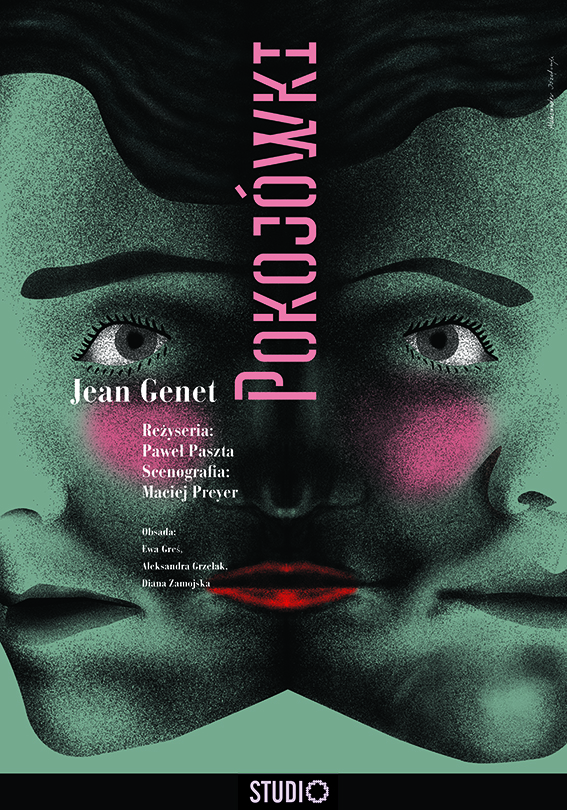 POKOJÓWKI
Jean Genet
Reżyseria:
Paweł Paszta
Scenografia:
Maciej Preyer
Obsada:
Ewa Greś,
Aleksandra Grzelak,
Diana Zamojska
STUDIO